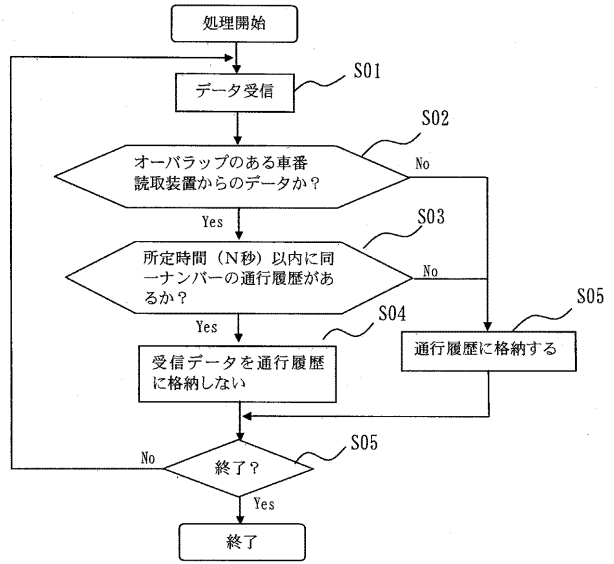 処理開始
S01
データ受信
S02
オーバラップのある車番
読取装置からのデータか？
No
Yes
S03
所定時間（N秒）以内に同
一ナンバーの通行履歴があ
るか？
No
Yes
S04
受信データを通行履歴
に格納しない
S05
通行履歴に格納する
S05
終了？
No
Yes
終了